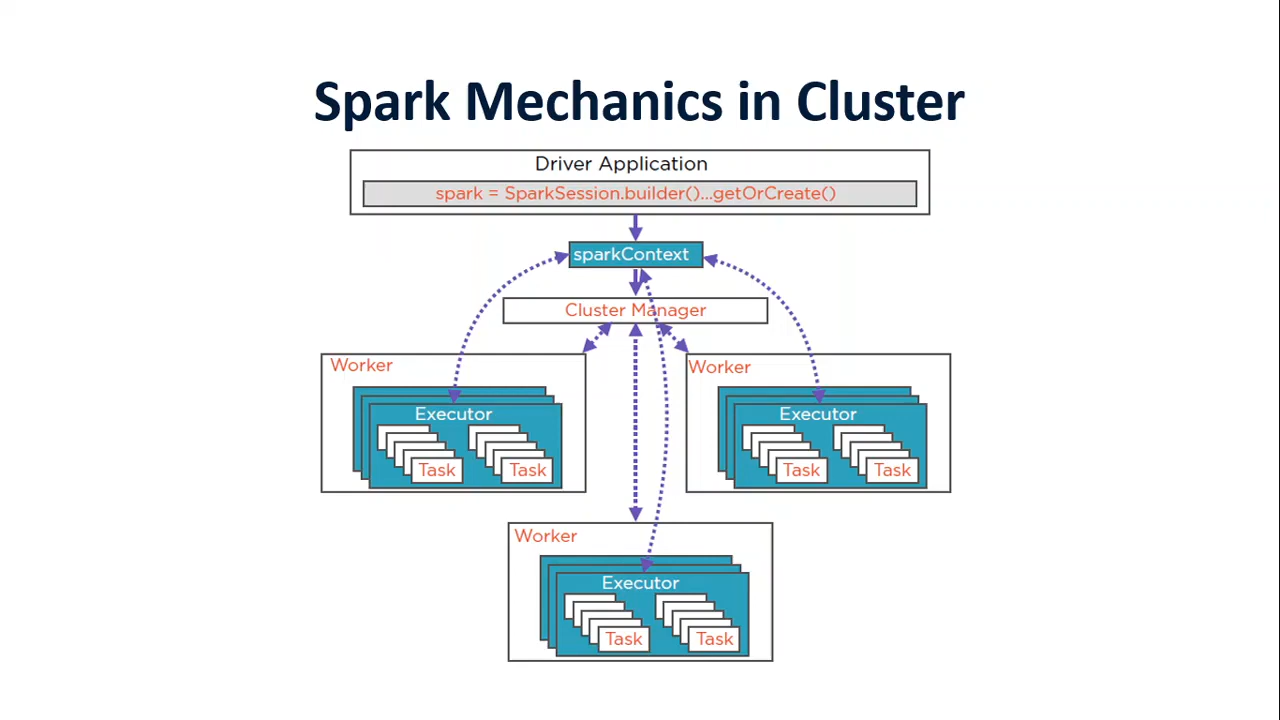 Spark Mechanics in Cluster
Driver Application
spark = SparkSession.builder()...getOrCreate()
sparkContext
Cluster Manager
Worker
Executor
Task Task
Worker
Executor
Task Task
Worker
Executor
Task Task